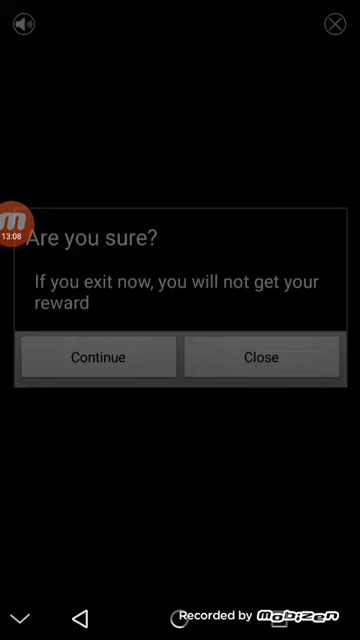 13:08
Are you sure?
If you exit now, you will not get your
reward
Continue
Close
Recorded by mobizen